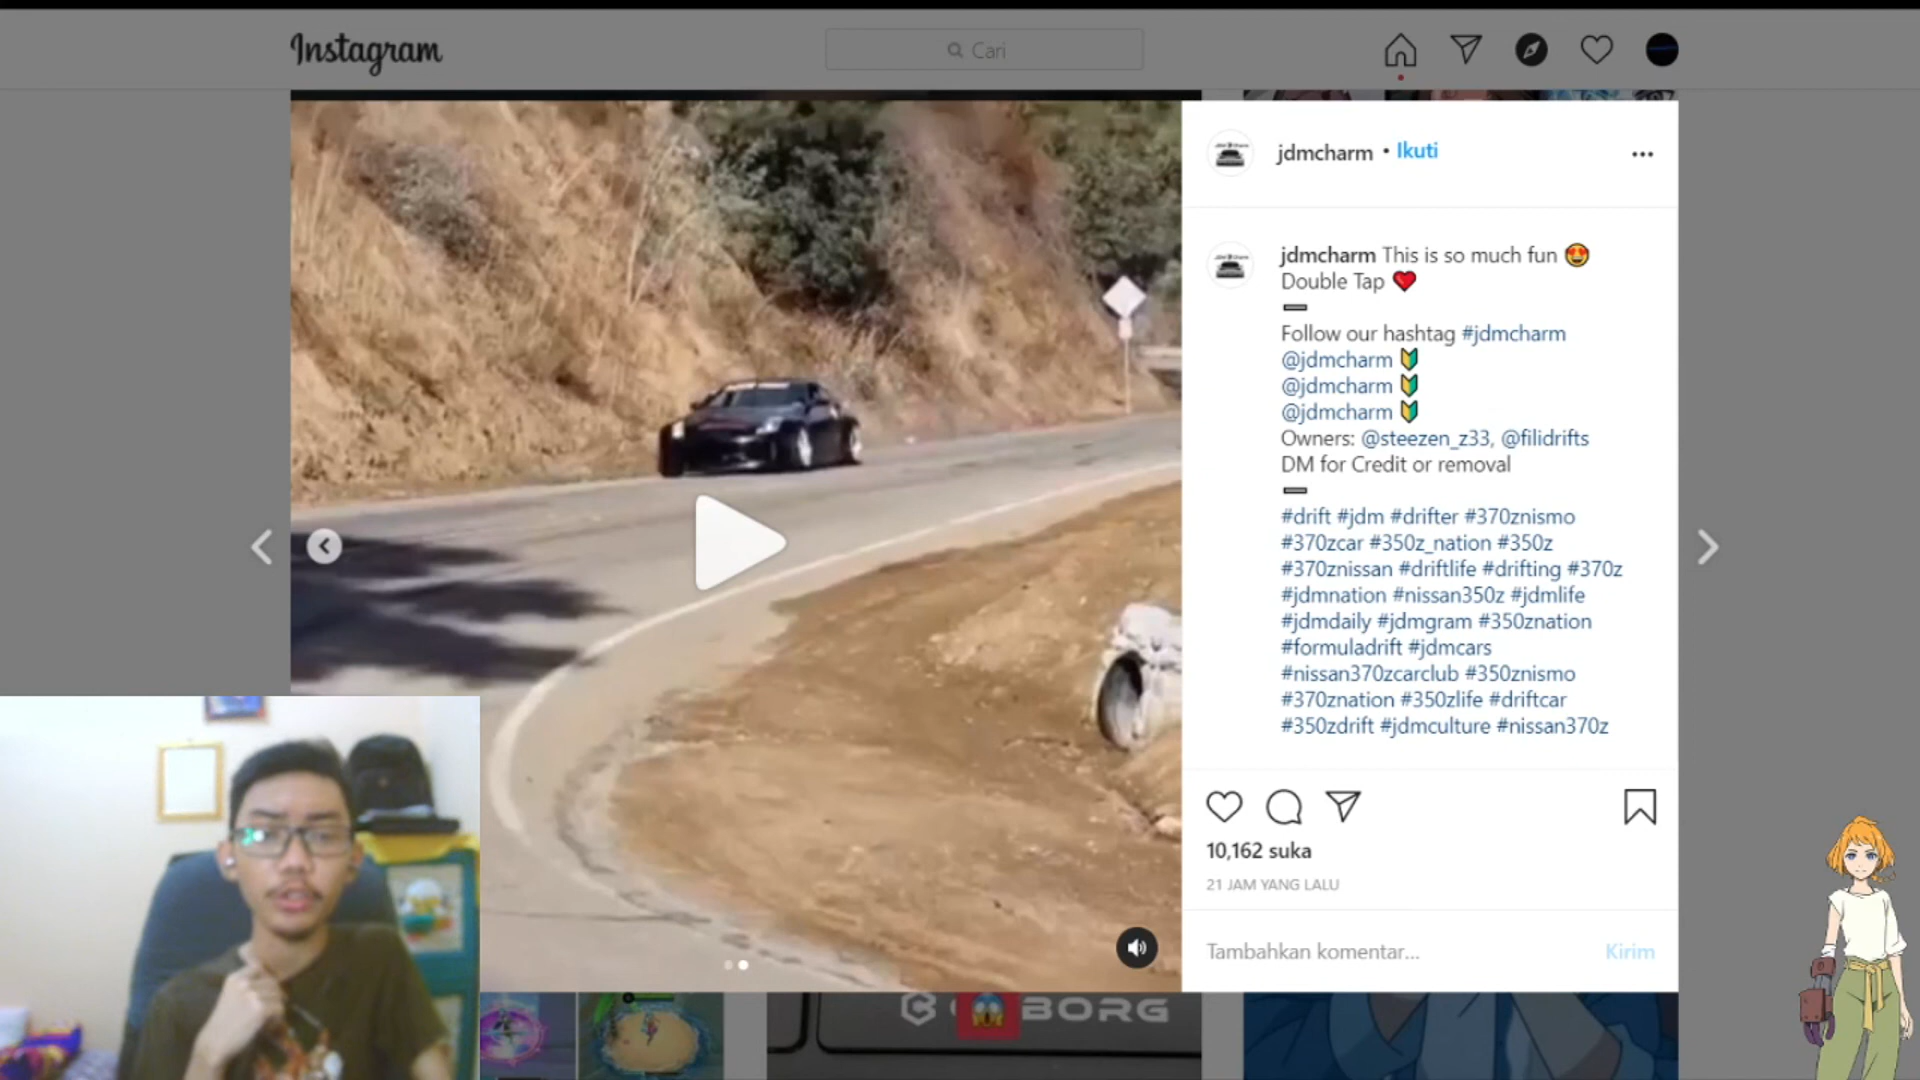 Instagram
Cari
jdmcharm • Ikuti
jdmcharm This is so much fun 😍
Double Tap ❤️
➖
Follow our hashtag #jdmcharm
@jdmcharm 🔰
@jdmcharm 🔰
@jdmcharm 🔰
Owners: @steezen_z33, @filidrifts
DM for Credit or removal
➖
#drift #jdm #drifter #370znismo
#370zcar #350z_nation #350z
#370znissan #driftlife #drifting #370z
#jdmnation #nissan350z #jdmlife
#jdmdaily #jdmgram #350znation
#formuladrift #jdmcars
#nissan370zcarclub #350znismo
#370znation #350zlife #driftcar
#350zdrift #jdmculture #nissan370z
10,162 suka
21 JAM YANG LALU
Tambahkan komentar...
Kirim
BORG